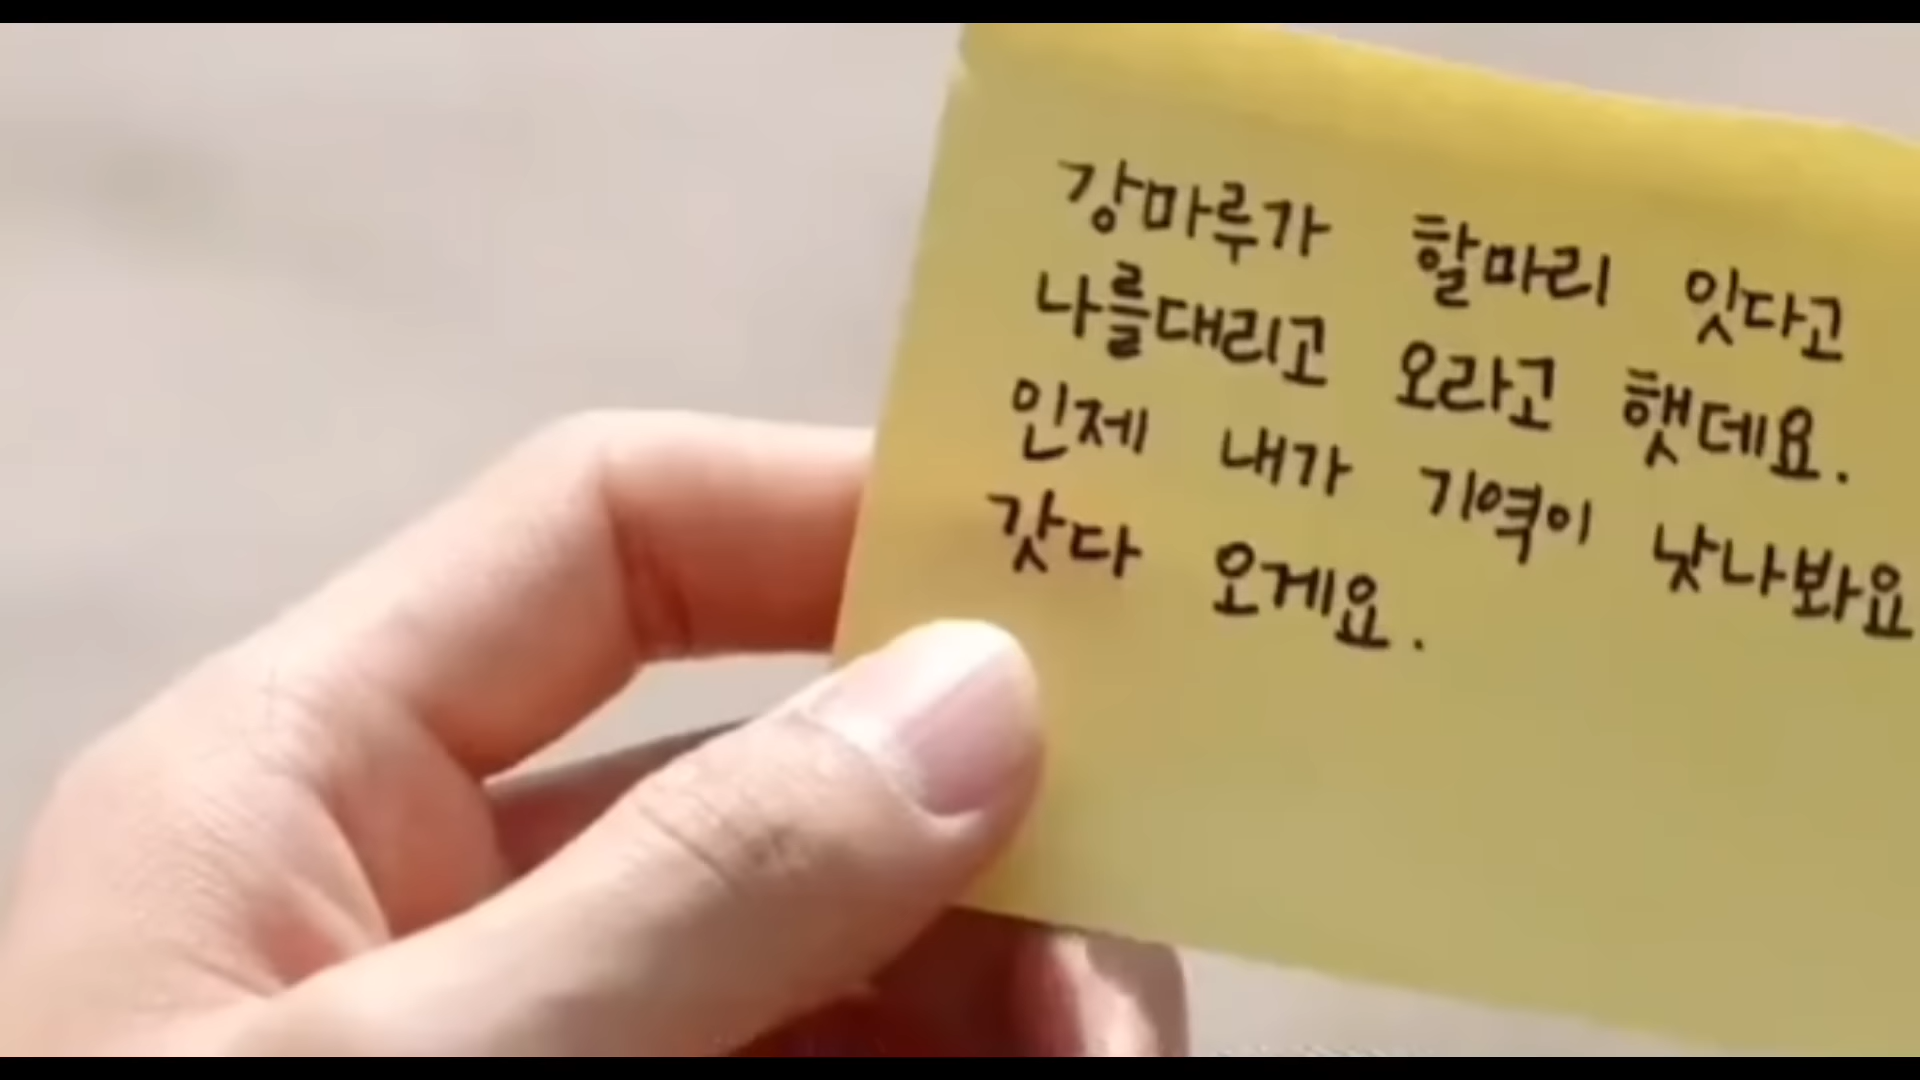 강마루가 할마리 잇다고
나를대리고 오라고 햇데요.
인제 내가 기역이 낫나봐요
갓다 오게요.